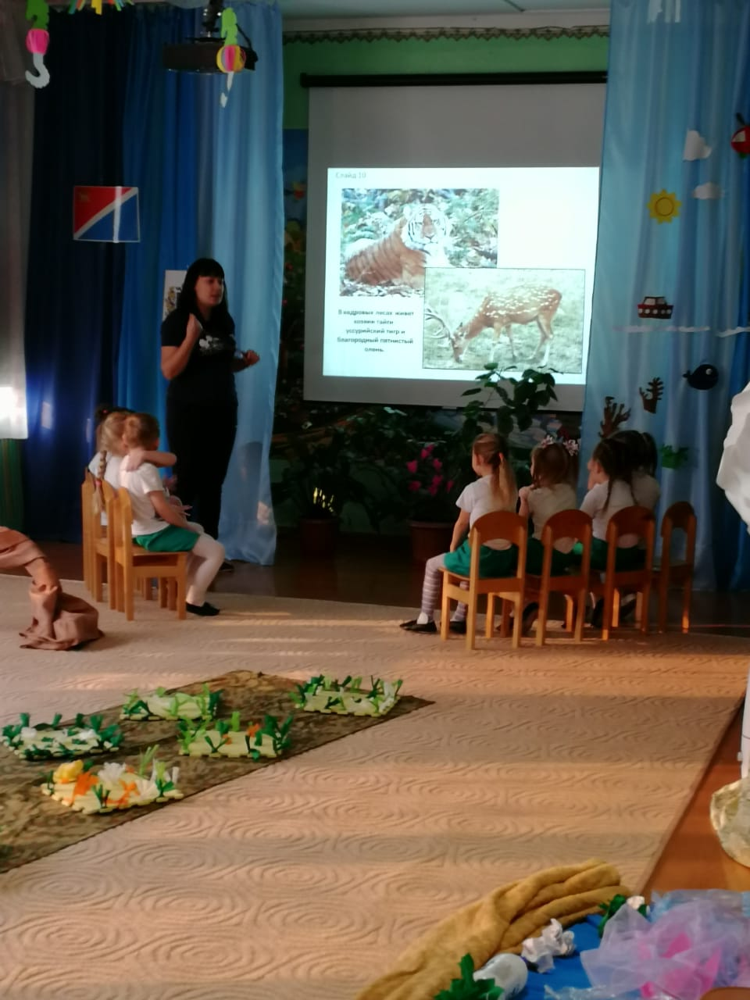 Слайд 10
В кедровых лесах живет
хозяин тайги
уссурийский тигр и
благородный пятнистый
олень.